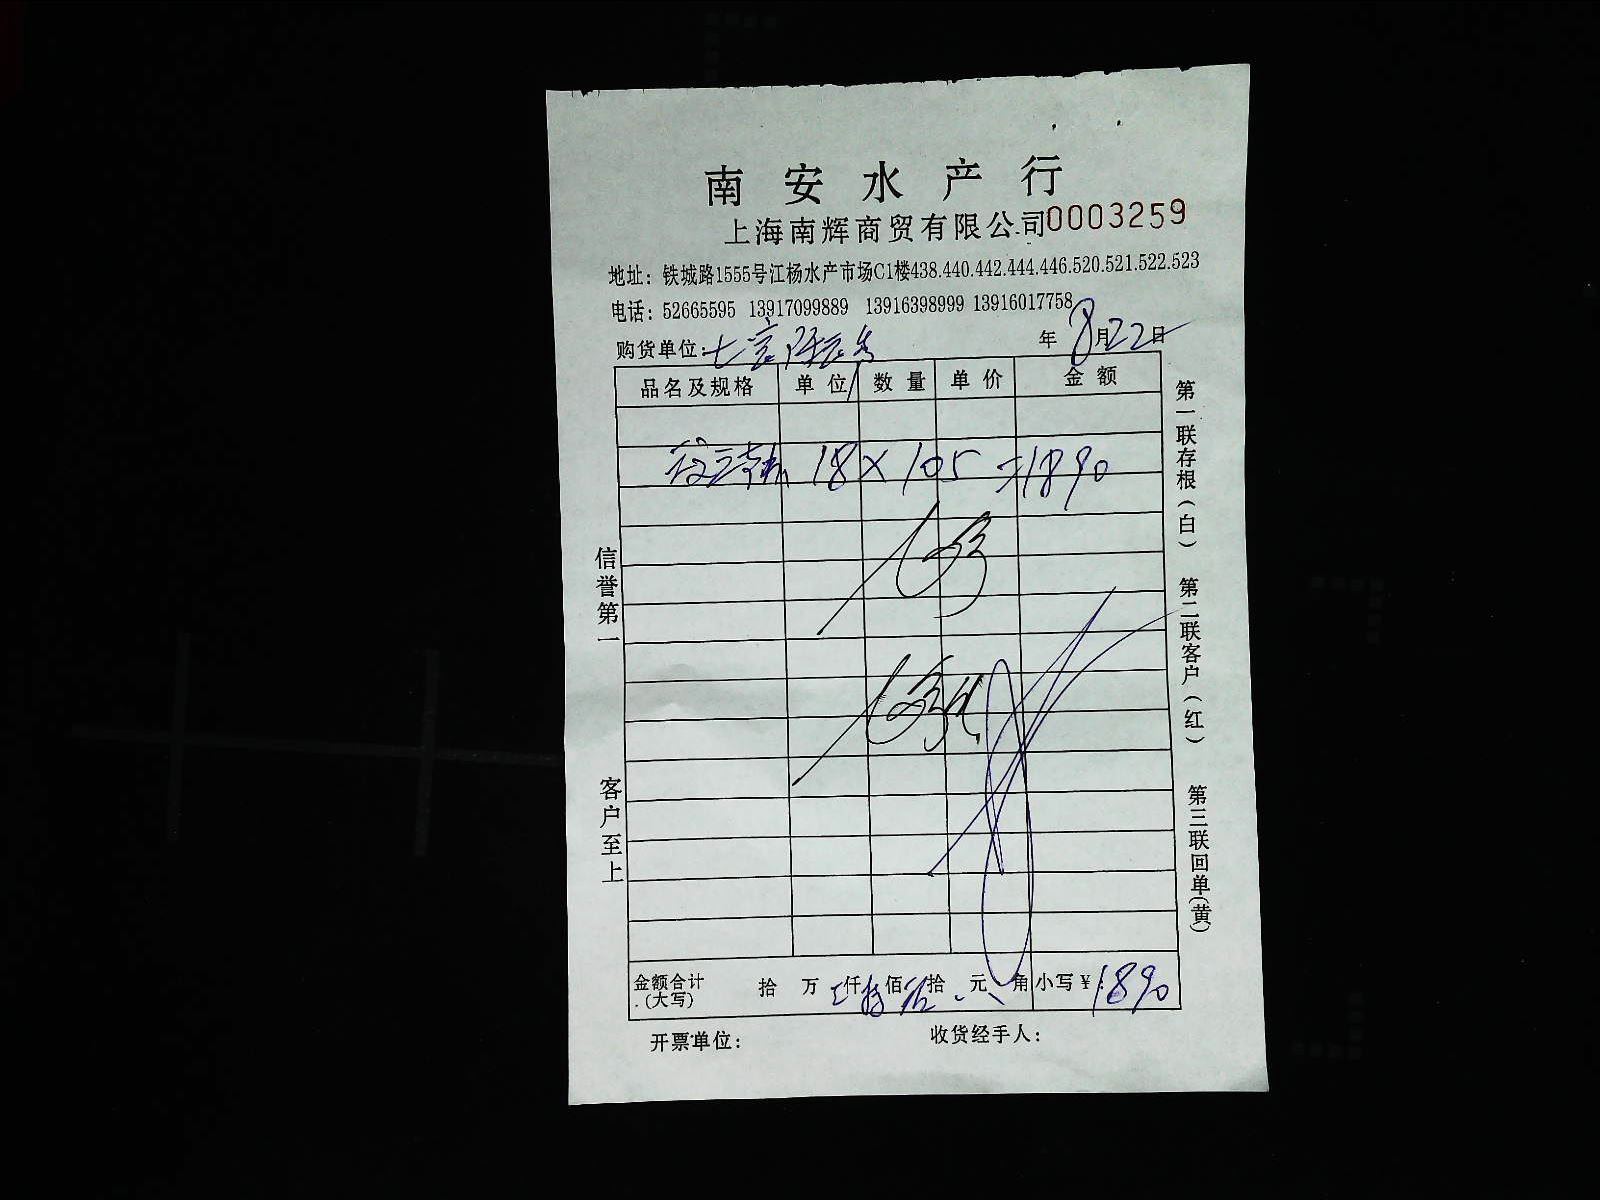 南安水产行
上海南辉商贸有限公司0003259
地址：铁城路1555号江杨水产市场C1楼438.440.442.444.446.520.521.522.523
电话：52665595 13917099889 13916398999 13916017758
购货单位：
年8月22日
品名及规格 单位 数量 单价 金额
18×105=1890
信誉第一
客户至上
第一联存根（白）
第二联客户（红）
第三联回单（黄）
金额合计（大写） 拾 万 仟 佰 拾 元 角 小写￥：1890
开票单位： 收货经手人：